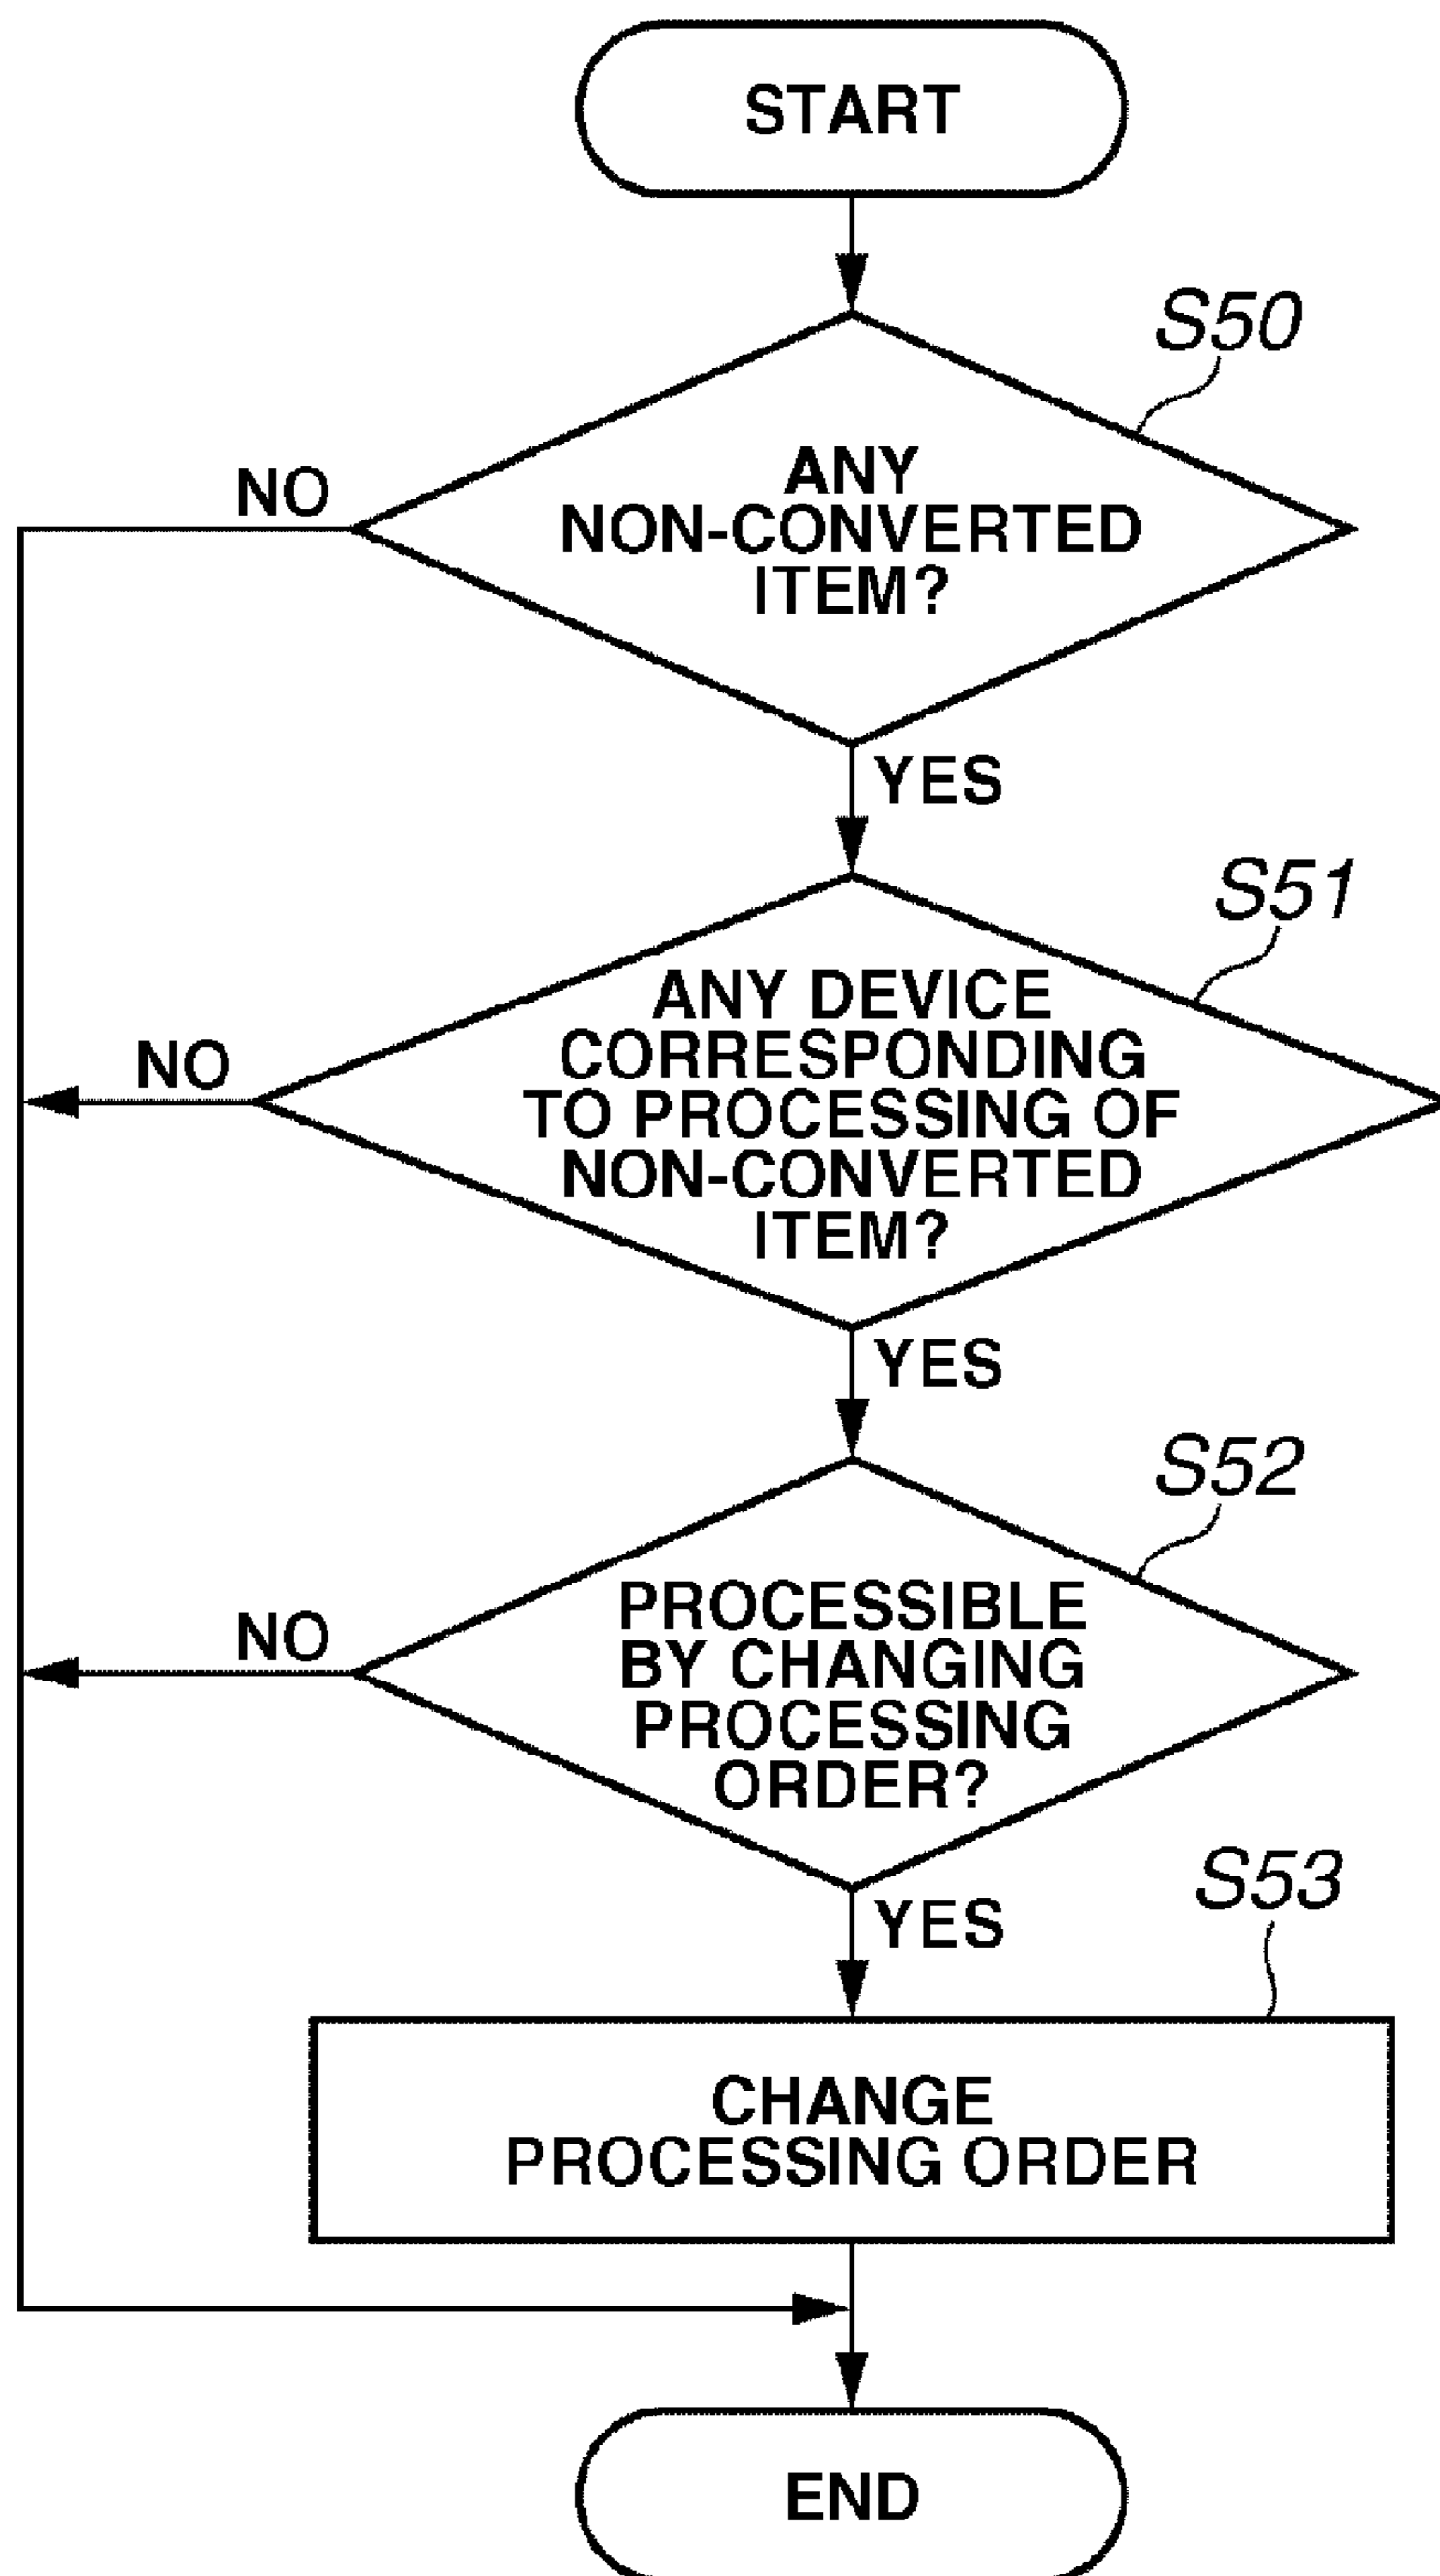 START
S50
ANY
NON-CONVERTED
ITEM?
NO
YES
S51
ANY DEVICE
CORRESPONDING
TO PROCESSING OF
NON-CONVERTED
ITEM?
NO
YES
S52
PROCESSIBLE
BY CHANGING
PROCESSING
ORDER?
NO
YES
S53
CHANGE
PROCESSING ORDER
END